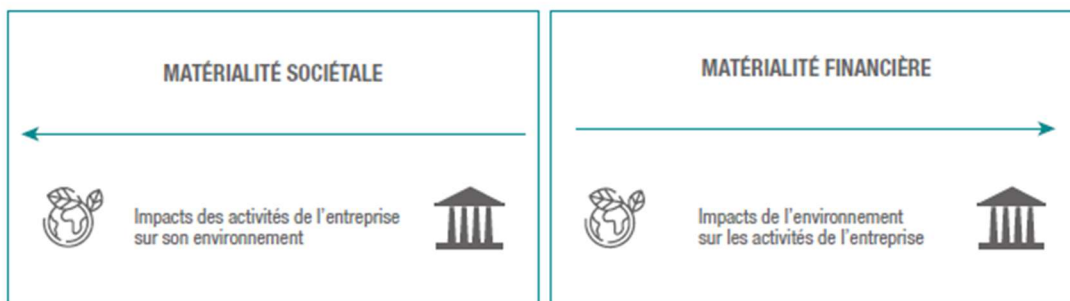 MATÉRIALITÉ SOCIÉTALE
Impacts des activités de l'entreprise
sur son environnement
MATÉRIALITÉ FINANCIÈRE
Impacts de l'environnement
sur les activités de l'entreprise